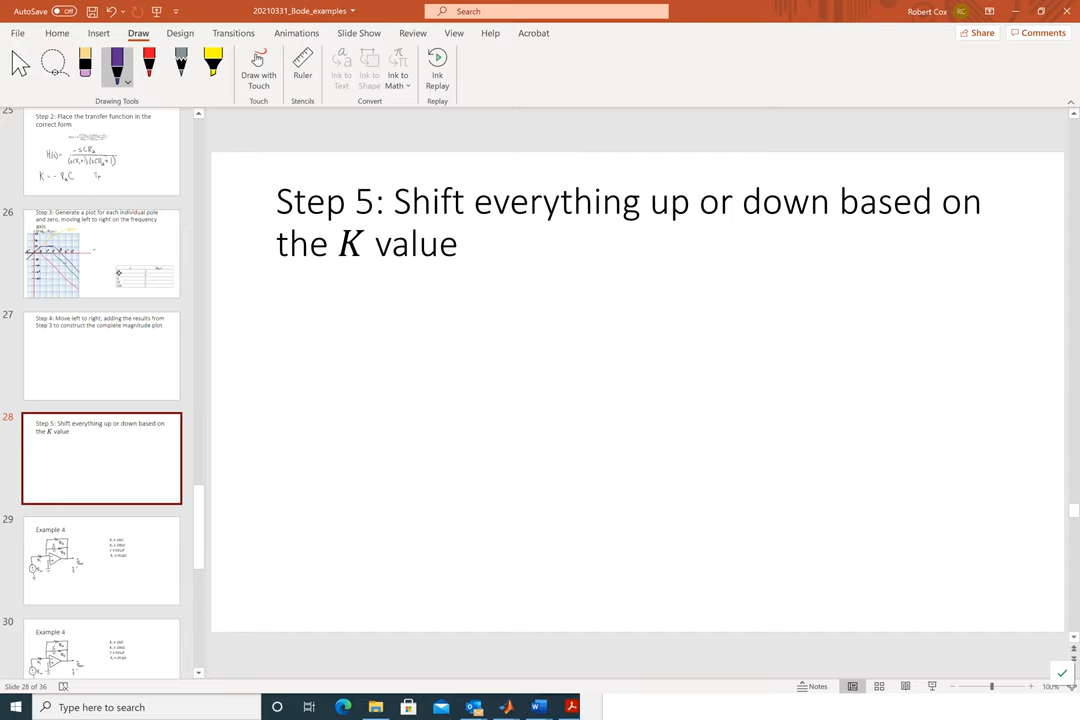 AutoSave Off 20210331_Bode_examples Search Robert Cox RC
File Home Insert Draw Design Transitions Animations Slide Show Review View Help Acrobat Share Comments
Draw with Touch Ruler Ink to Text Ink to Shape Ink to Math Ink Replay
Drawing Tools Touch Stencils Convert Replay
25
Step 2: Place the transfer function in the
correct form
26
Step 3: Generate a plot for each individual pole
and zero, moving left to right on the frequency
axis
27
Step 4: Move left to right, adding the results from
Step 3 to construct the complete magnitude plot
28
Step 5: Shift everything up or down based on
the K value
29
Example 4
30
Example 4
Step 5: Shift everything up or down based on
the K value
Slide 28 of 36 Notes 100%
Type here to search